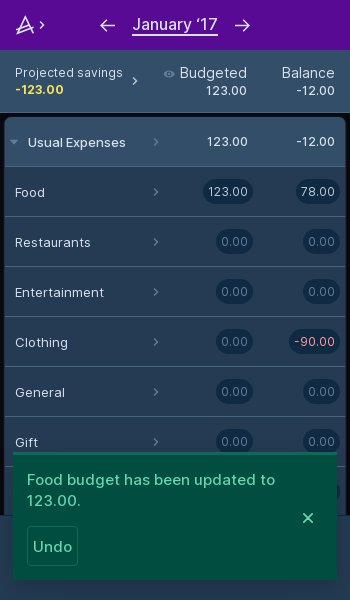 January ‘17
Projected savings
-123.00
Budgeted
123.00
Balance
-12.00
Usual Expenses 123.00 -12.00
Food 123.00 78.00
Restaurants 0.00 0.00
Entertainment 0.00 0.00
Clothing 0.00 -90.00
General 0.00 0.00
Gift 0.00 0.00
Food budget has been updated to
123.00.
Undo